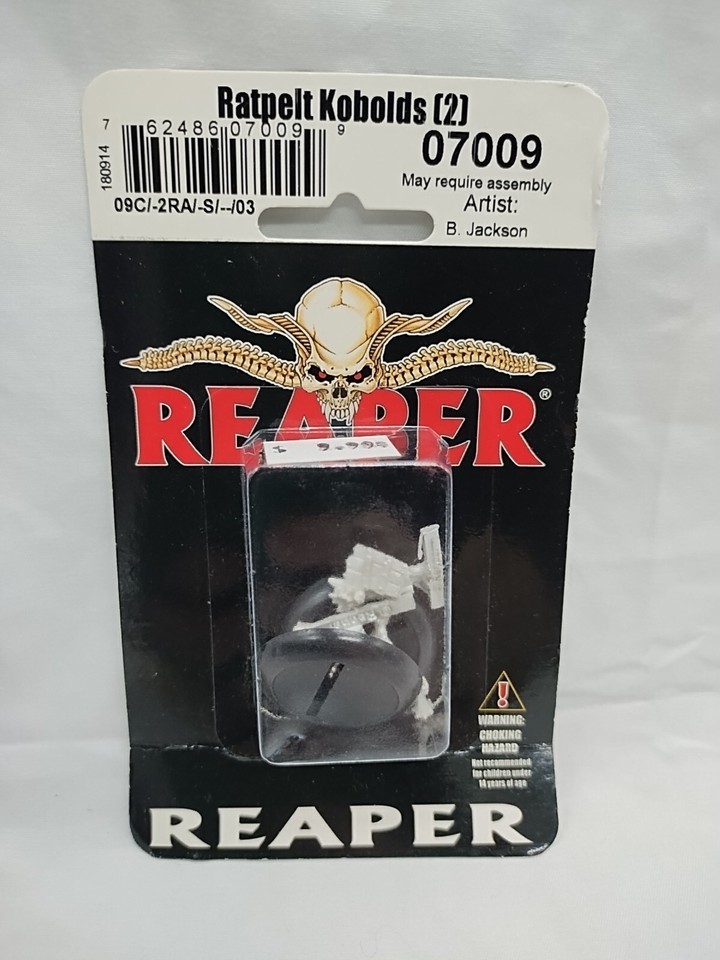 Ratpelt Kobolds (2)
7 62486 07009 9
180914
09C/-2RA/-S/--/03
07009
May require assembly
Artist:
B. Jackson
REAPER®
WARNING:
CHOKING
HAZARD
Not recommended
for children under
14 years of age
REAPER